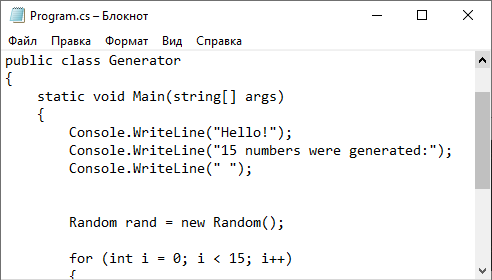 Program.cs – Блокнот
Файл Правка Формат Вид Справка
public class Generator
{
    static void Main(string[] args)
    {
        Console.WriteLine("Hello!");
        Console.WriteLine("15 numbers were generated:");
        Console.WriteLine(" ");
        Random rand = new Random();
        for (int i = 0; i < 15; i++)
        {